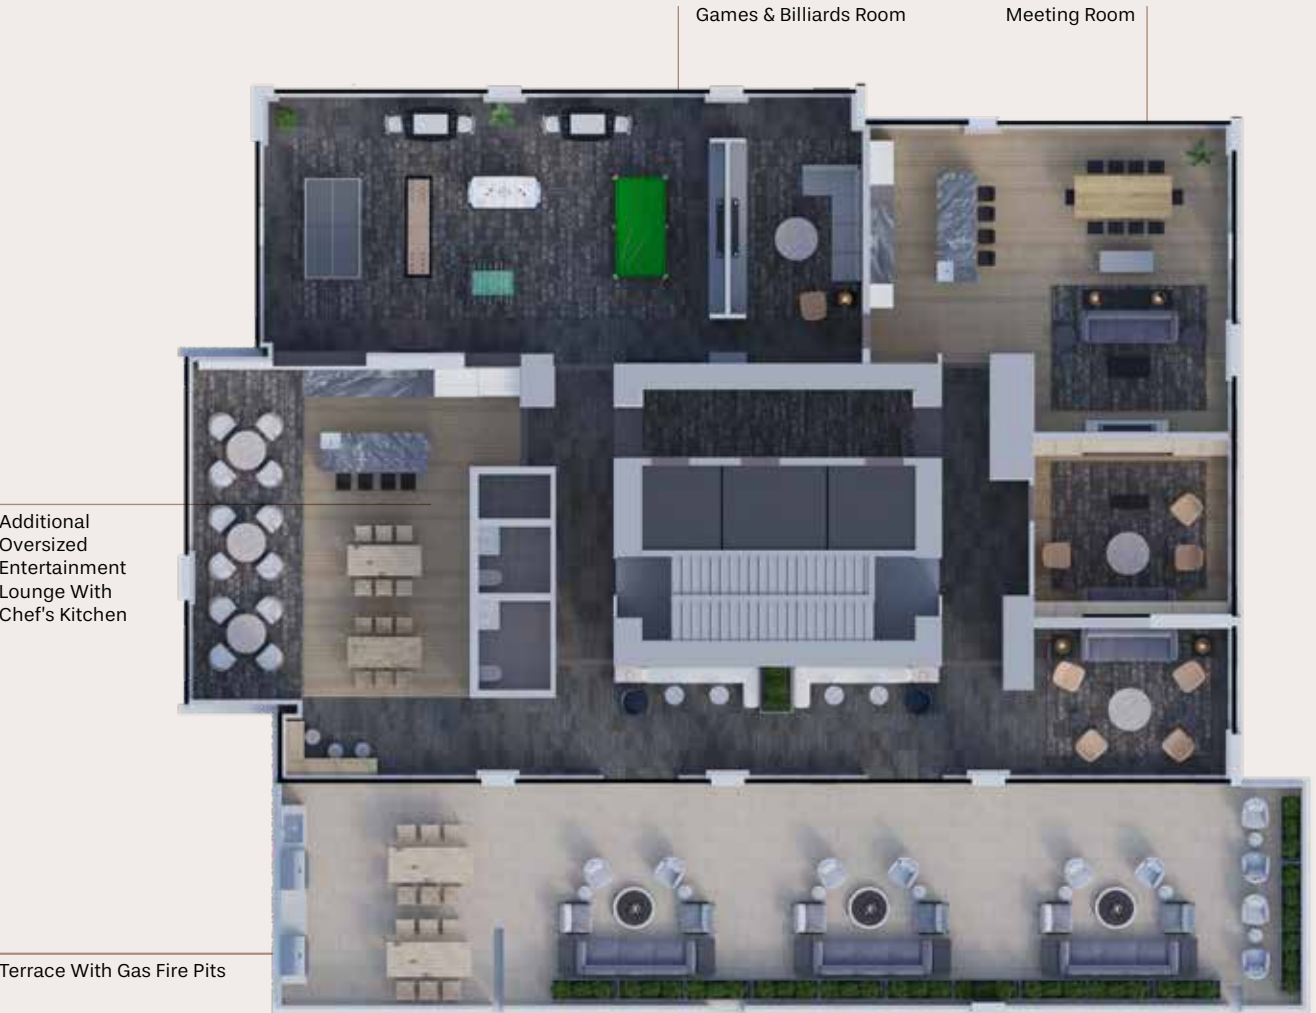 Games & Billiards Room
Meeting Room
Additional
Oversized
Entertainment
Lounge With
Chef's Kitchen
Terrace With Gas Fire Pits